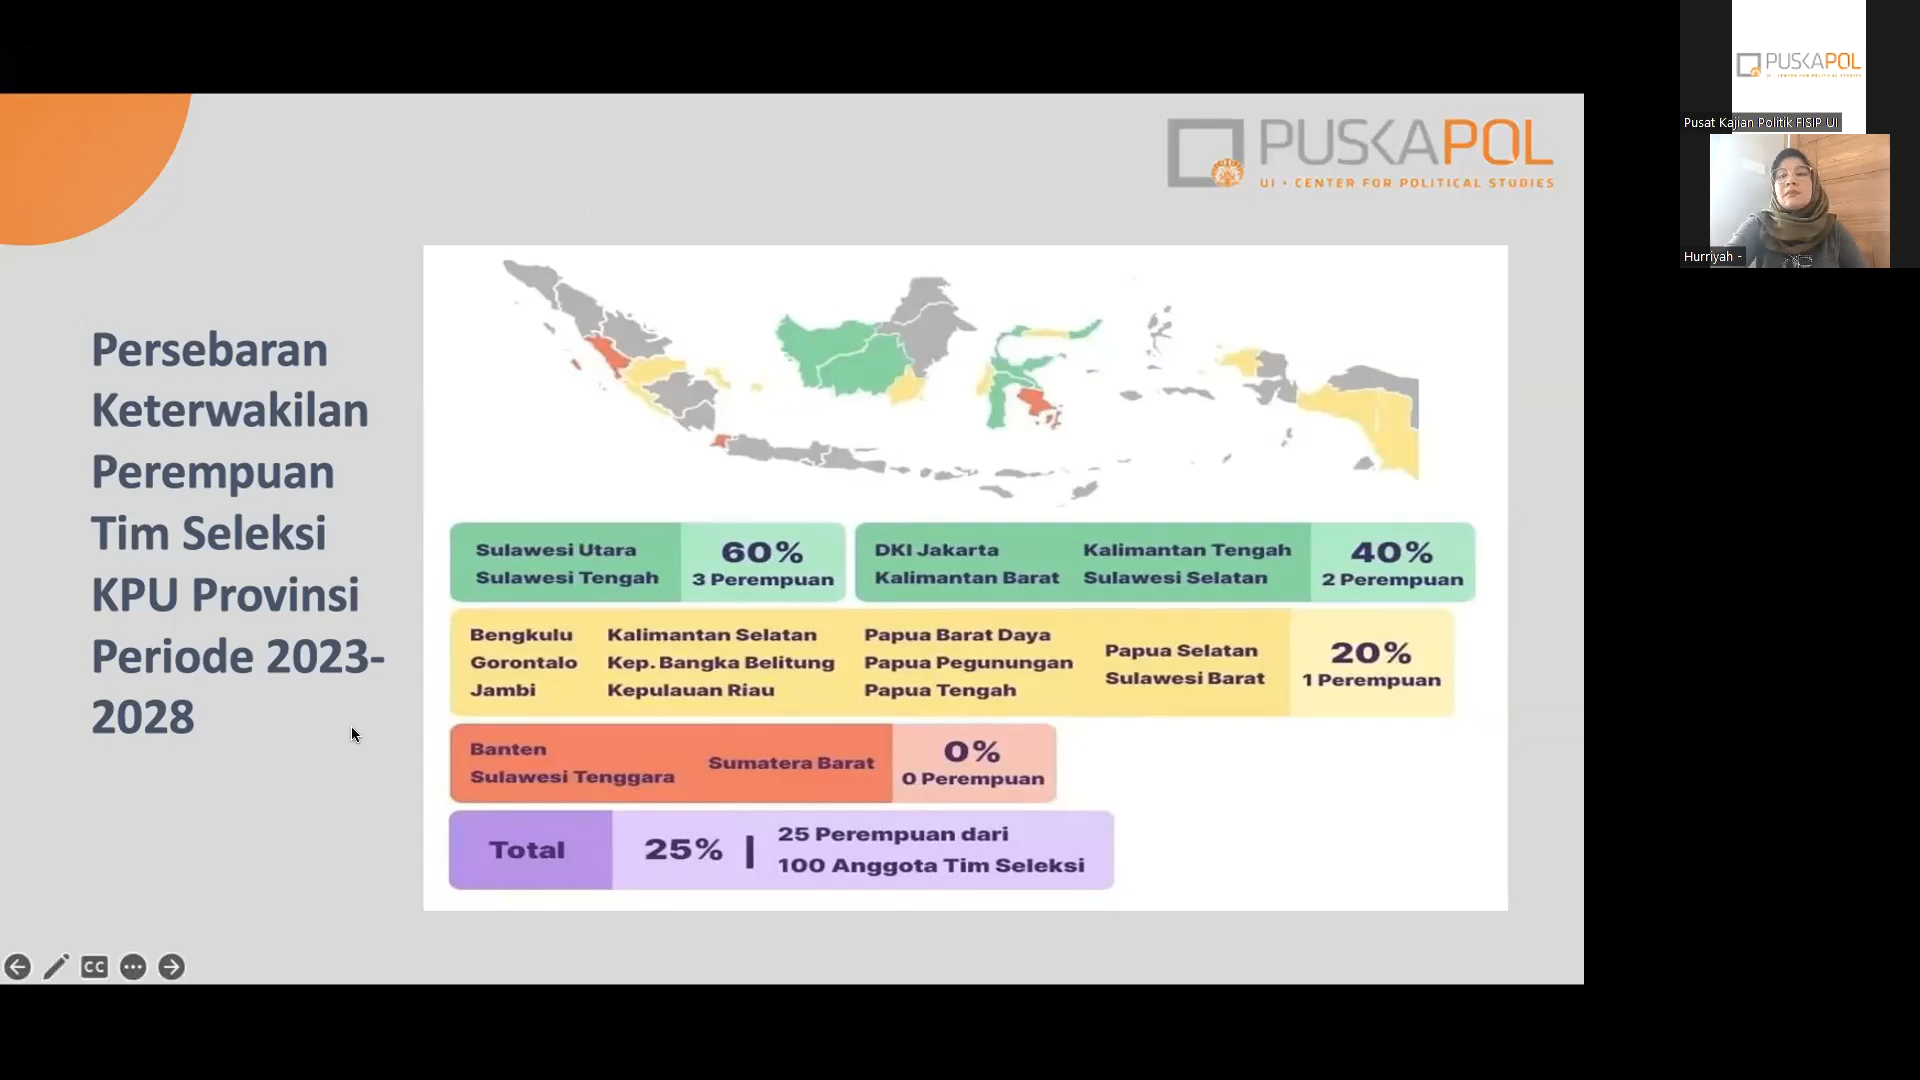 PUSKAPOL
UI • CENTER FOR POLITICAL STUDIES
Persebaran
Keterwakilan
Perempuan
Tim Seleksi
KPU Provinsi
Periode 2023-
2028
Sulawesi Utara
Sulawesi Tengah
60%
3 Perempuan
DKI Jakarta
Kalimantan Barat
Kalimantan Tengah
Sulawesi Selatan
40%
2 Perempuan
Bengkulu
Gorontalo
Jambi
Kalimantan Selatan
Kep. Bangka Belitung
Kepulauan Riau
Papua Barat Daya
Papua Pegunungan
Papua Tengah
Papua Selatan
Sulawesi Barat
20%
1 Perempuan
Banten
Sulawesi Tenggara
Sumatera Barat
0%
0 Perempuan
Total
25% |
25 Perempuan dari
100 Anggota Tim Seleksi
CC
PUSKAPOL
Pusat Kajian Politik FISIP UI
Hurriyah -